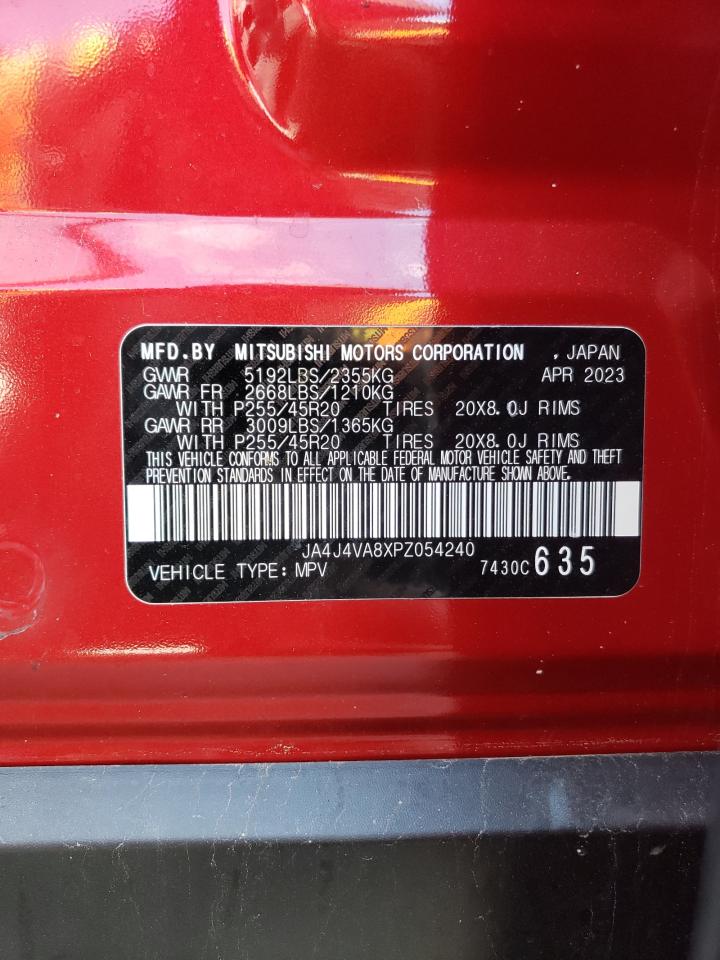 MFD.BY MITSUBISHI MOTORS CORPORATION , JAPAN
GVWR 5192LBS/2355KG APR 2023
GAWR FR 2668LBS/1210KG
WITH P255/45R20 TIRES 20X8.0J RIMS
GAWR RR 3009LBS/1365KG
WITH P255/45R20 TIRES 20X8.0J RIMS
THIS VEHICLE CONFORMS TO ALL APPLICABLE FEDERAL MOTOR VEHICLE SAFETY AND THEFT
PREVENTION STANDARDS IN EFFECT ON THE DATE OF MANUFACTURE SHOWN ABOVE.
JA4J4VA8XPZ054240
VEHICLE TYPE: MPV 7430C 635